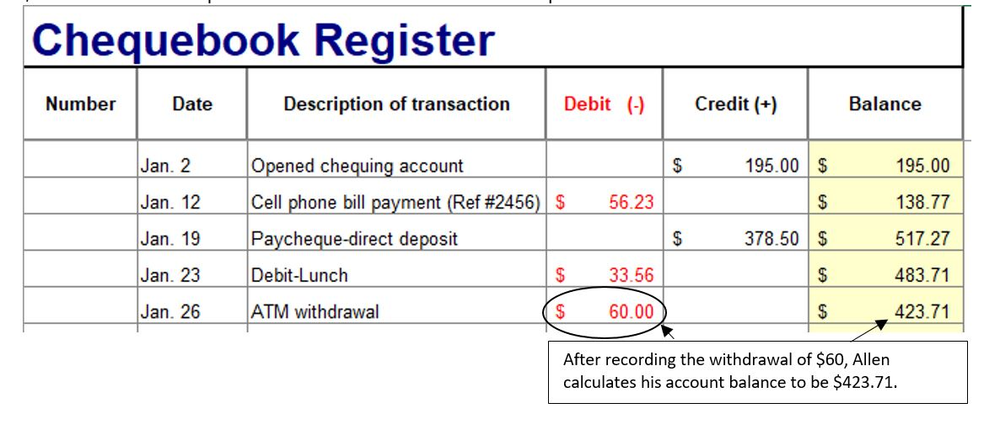 Chequebook Register
Number Date Description of transaction Debit (-) Credit (+) Balance
Jan. 2 Opened chequing account $ 195.00 $ 195.00
Jan. 12 Cell phone bill payment (Ref #2456) $ 56.23 $ 138.77
Jan. 19 Paycheque-direct deposit $ 378.50 $ 517.27
Jan. 23 Debit-Lunch $ 33.56 $ 483.71
Jan. 26 ATM withdrawal $ 60.00 $ 423.71
After recording the withdrawal of $60, Allen
calculates his account balance to be $423.71.